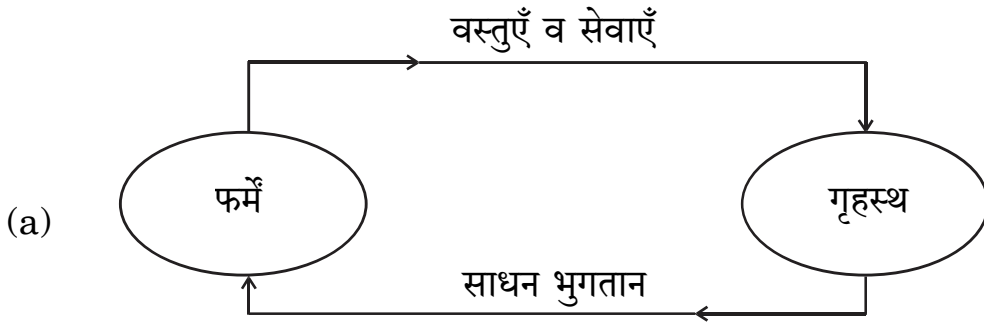 वस्तुएँ व सेवाएँ
फर्में
गृहस्थ
(a)
साधन भुगतान